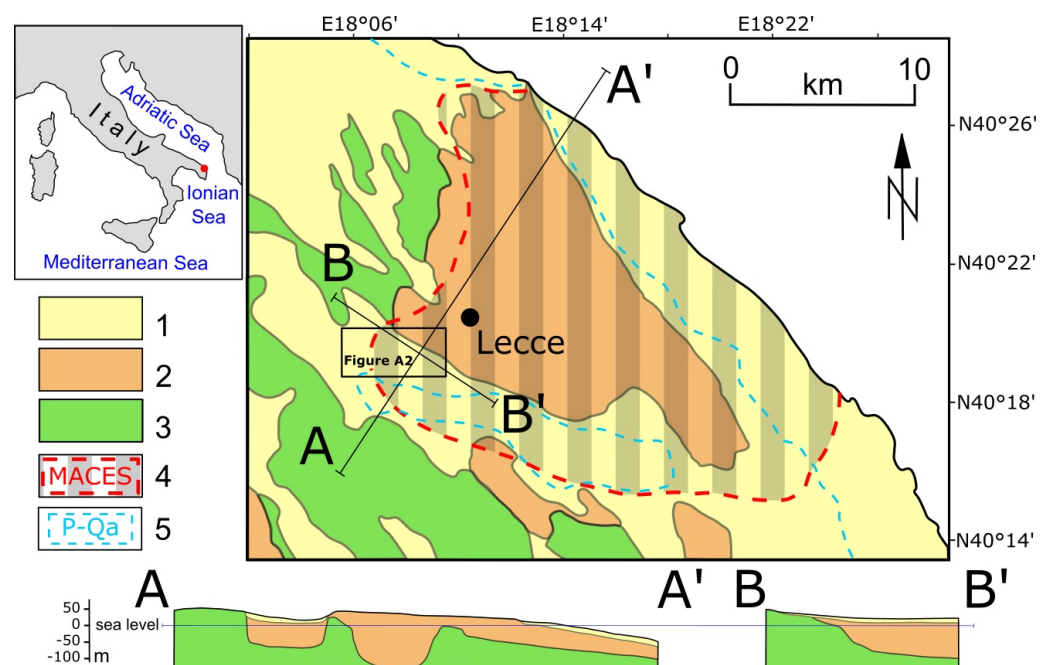 E18°06' E18°14' E18°22'
Adriatic Sea
Italy
Ionian
Sea
Mediterranean Sea
A'
0 10
km
N
N40°26'
N40°22'
N40°18'
N40°14'
B
Lecce
Figure A2
B'
A
1
2
3
MACES 4
P-Qa 5
A A' B B'
50
0 sea level
-50
-100 m